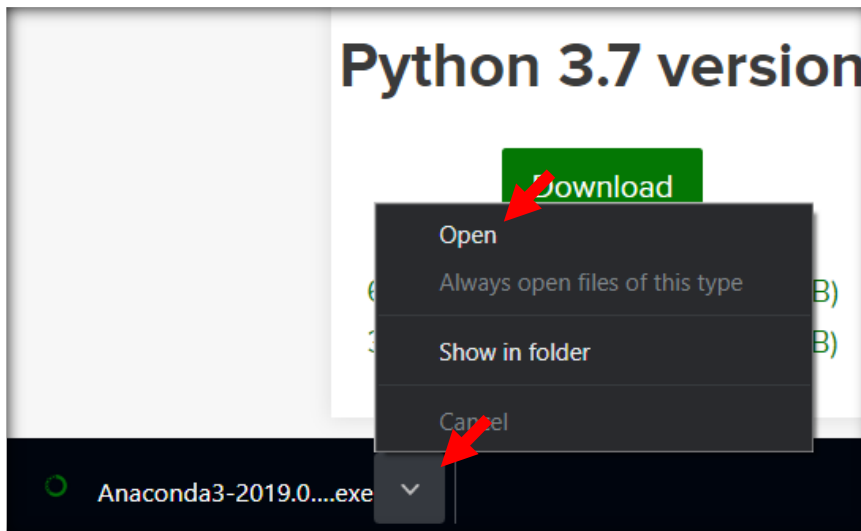 Python 3.7 version
Download
Open
Always open files of this type
B)
Show in folder
B)
Cancel
Anaconda3-2019.0....exe